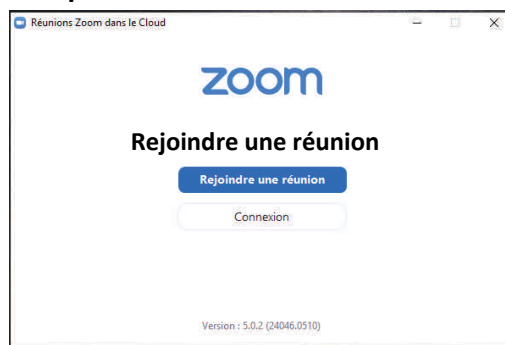 Réunions Zoom dans le Cloud
zoom
Rejoindre une réunion
Rejoindre une réunion
Connexion
Version : 5.0.2 (24046.0510)